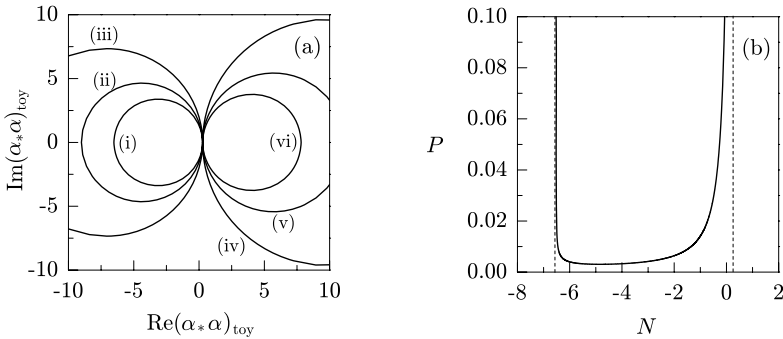 10
5
0
-5
-10
-10
-5
0
5
10
Im(α*α)toy
Re(α*α)toy
(iii)
(a)
(ii)
(i)
(vi)
(v)
(iv)
0.10
0.08
0.06
0.04
0.02
0.00
-8
-6
-4
-2
0
2
P
N
(b)